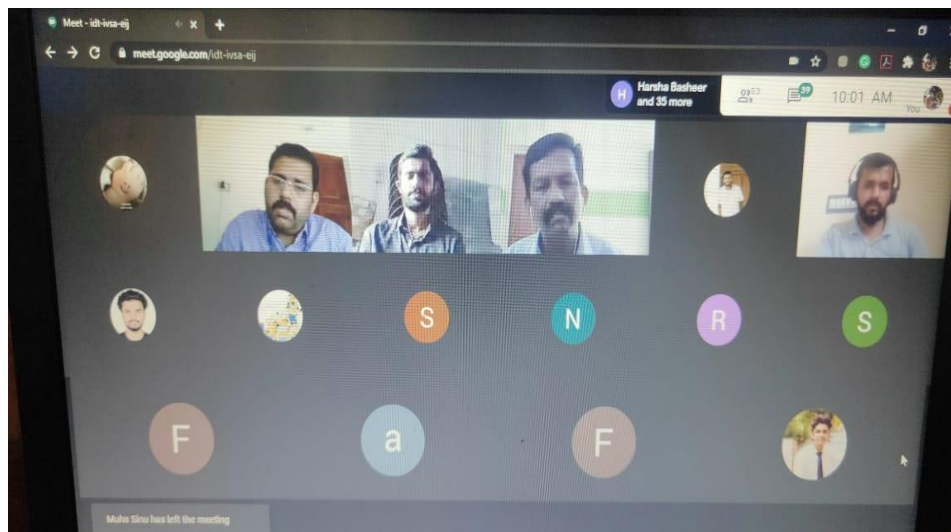 Meet - idt-ivsa-eij
meet.google.com/idt-ivsa-eij
H
Harsha Basheer
and 35 more
53
39
10:01 AM
You
S
N
R
S
F
a
F
Muhs Sinu has left the meeting